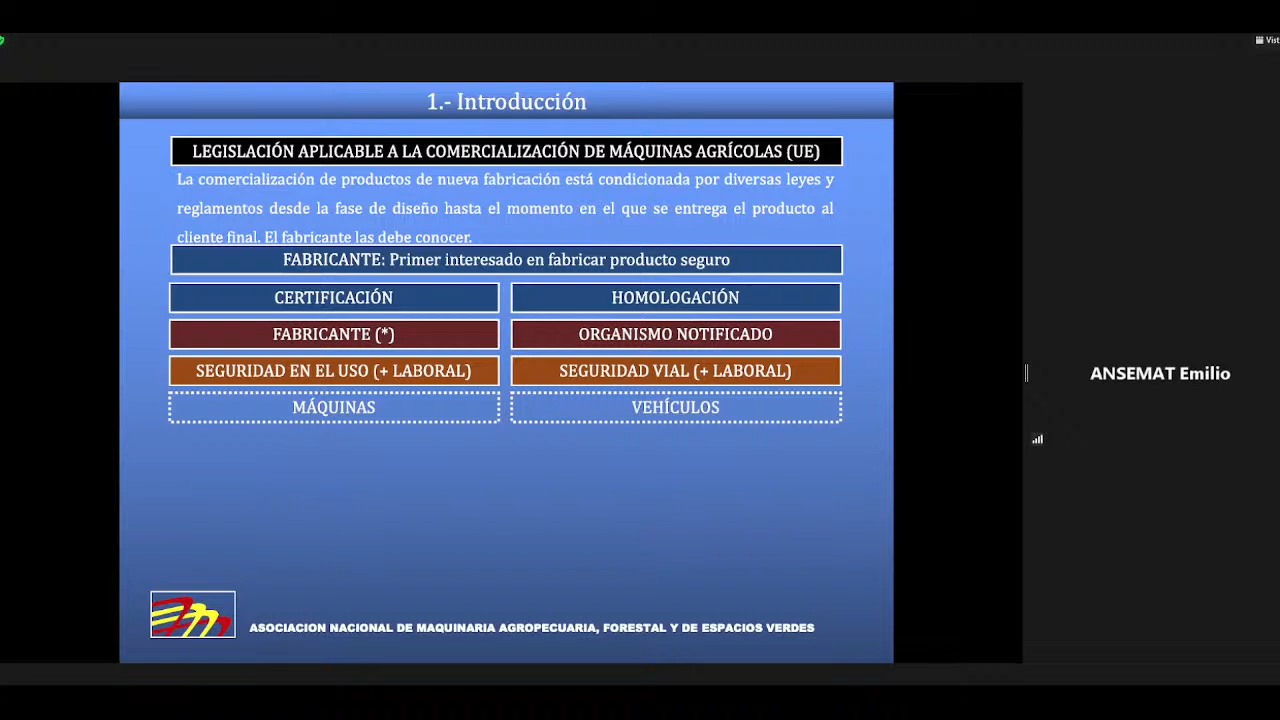 Vist
1.- Introducción
LEGISLACIÓN APLICABLE A LA COMERCIALIZACIÓN DE MÁQUINAS AGRÍCOLAS (UE)
La comercialización de productos de nueva fabricación está condicionada por diversas leyes y
reglamentos desde la fase de diseño hasta el momento en el que se entrega el producto al
cliente final. El fabricante las debe conocer.
FABRICANTE: Primer interesado en fabricar producto seguro
CERTIFICACIÓN
HOMOLOGACIÓN
FABRICANTE (*)
ORGANISMO NOTIFICADO
SEGURIDAD EN EL USO (+ LABORAL)
SEGURIDAD VIAL (+ LABORAL)
MÁQUINAS
VEHÍCULOS
ANSEMAT Emilio
ASOCIACION NACIONAL DE MAQUINARIA AGROPECUARIA, FORESTAL Y DE ESPACIOS VERDES